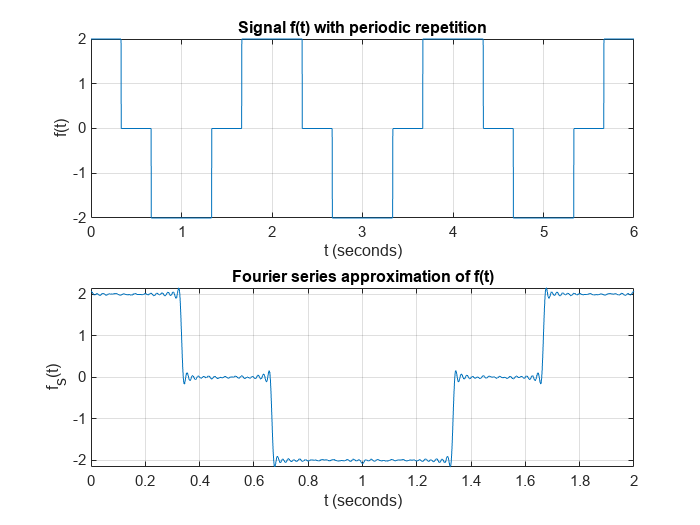 Signal f(t) with periodic repetition
2
1
0
-1
-2
f(t)
0 1 2 3 4 5 6
t (seconds)
Fourier series approximation of f(t)
2
1
0
-1
-2
f_s(t)
0 0.2 0.4 0.6 0.8 1 1.2 1.4 1.6 1.8 2
t (seconds)